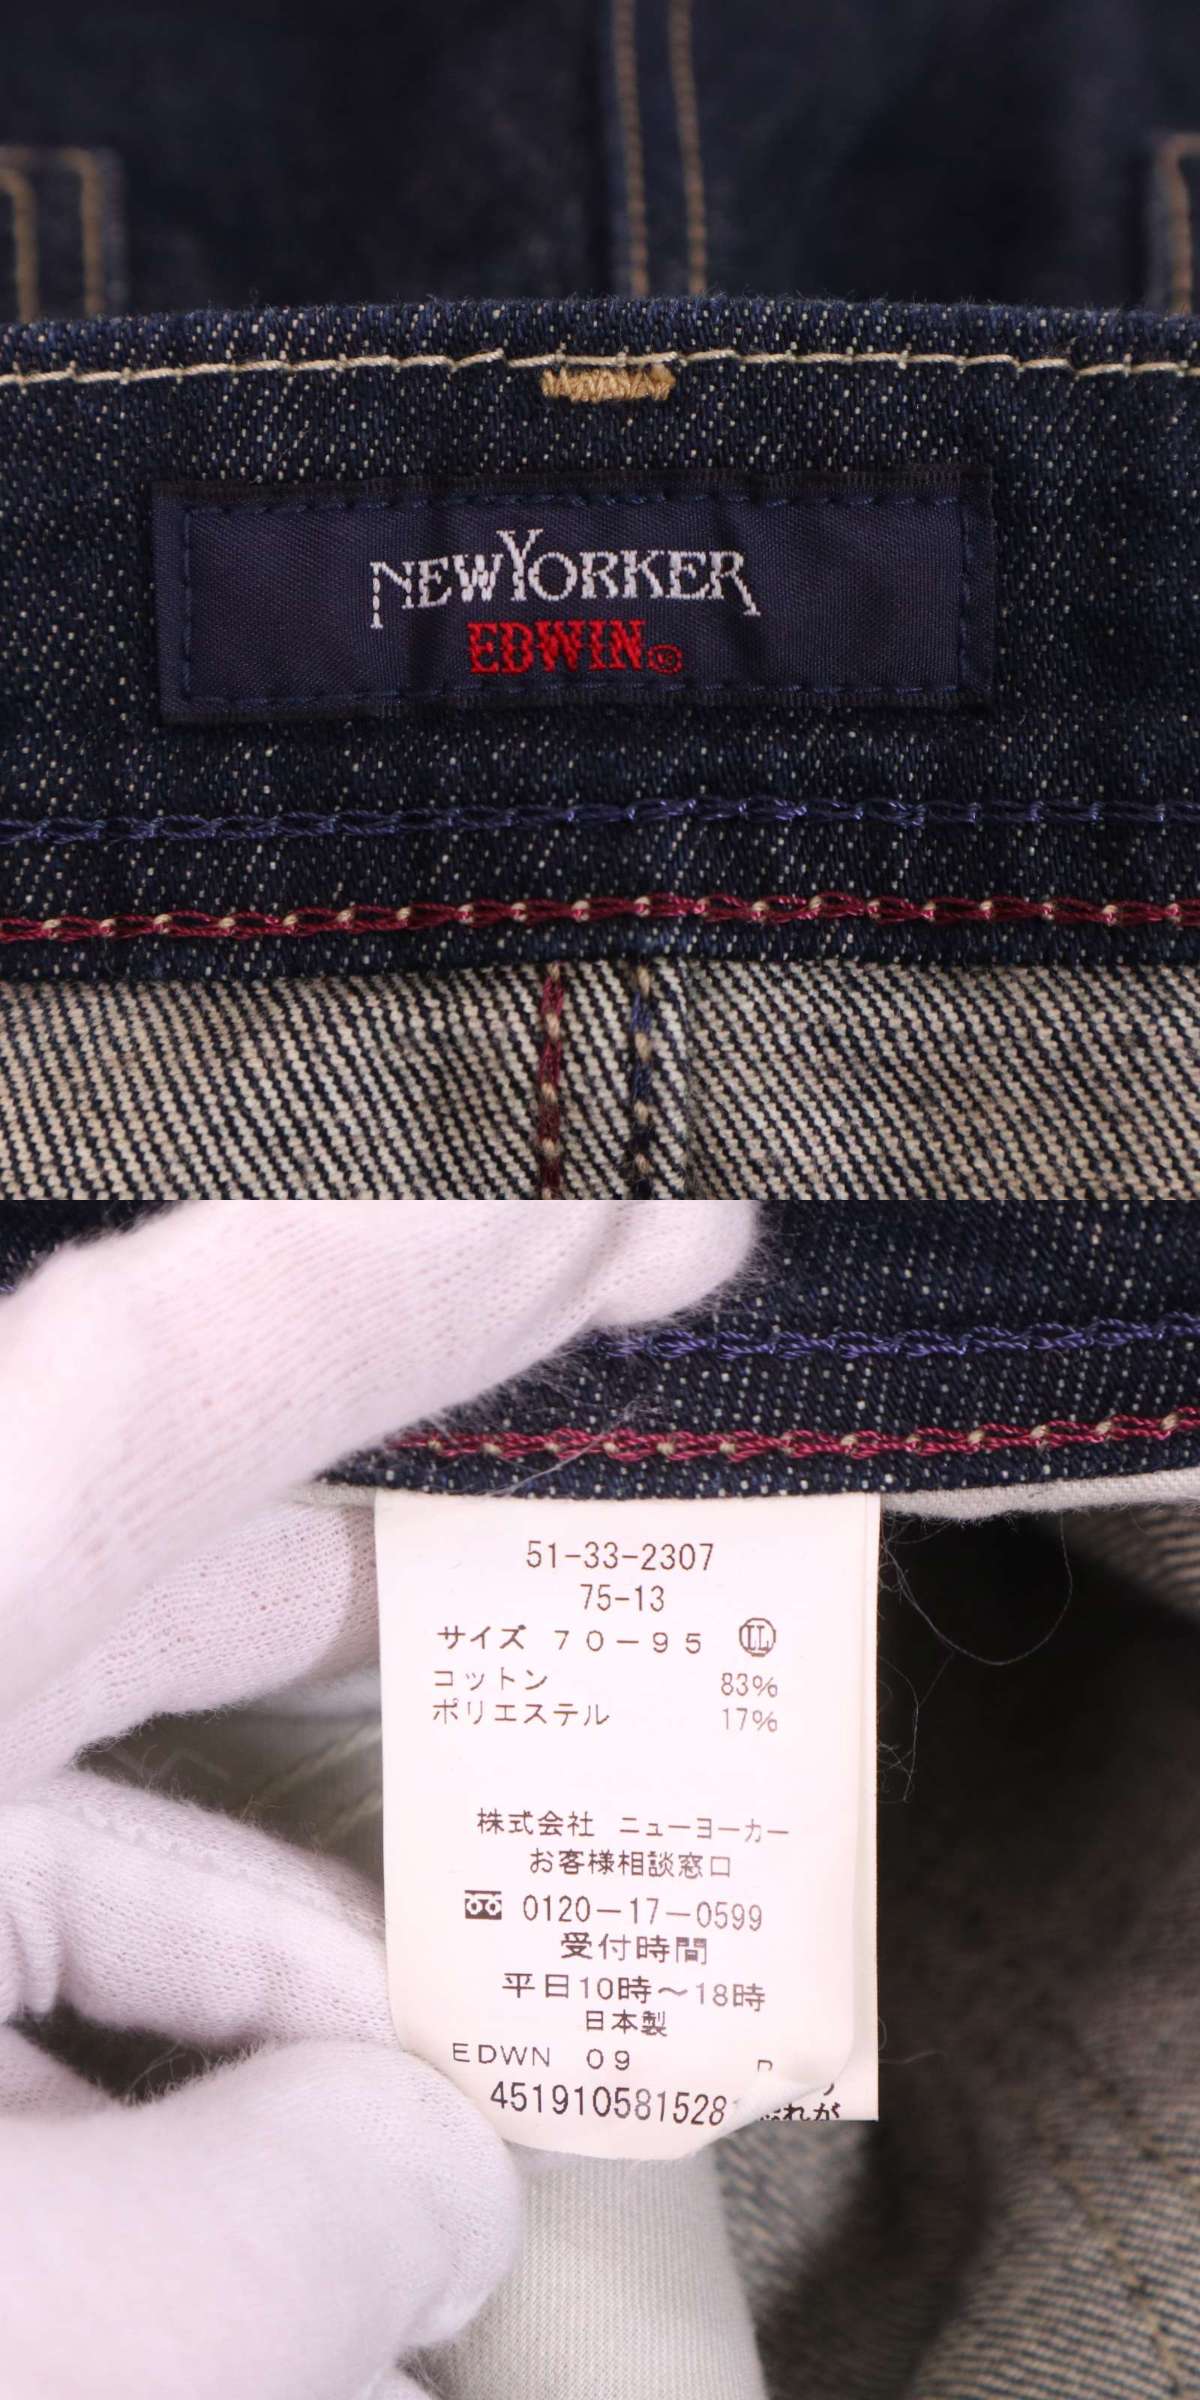 NEWYORKER
EDWIN©
51-33-2307
75-13
サイズ 70-95 LL
コットン 83%
ポリエステル 17%
株式会社 ニューヨーカー
お客様相談窓口
0120-17-0599
受付時間
平日10時〜18時
日本製
EDWN 09
451910581528
れが